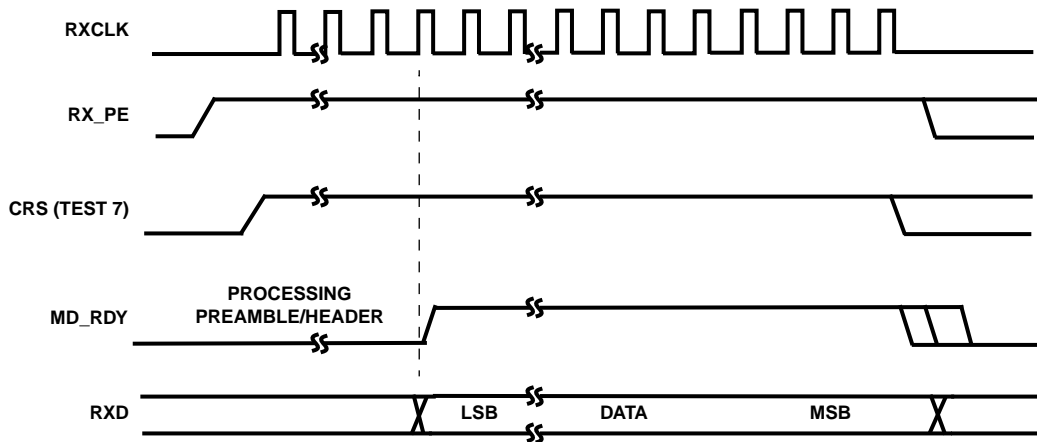 RXCLK
RX_PE
CRS (TEST 7)
PROCESSING
PREAMBLE/HEADER
MD_RDY
RXD
LSB DATA MSB